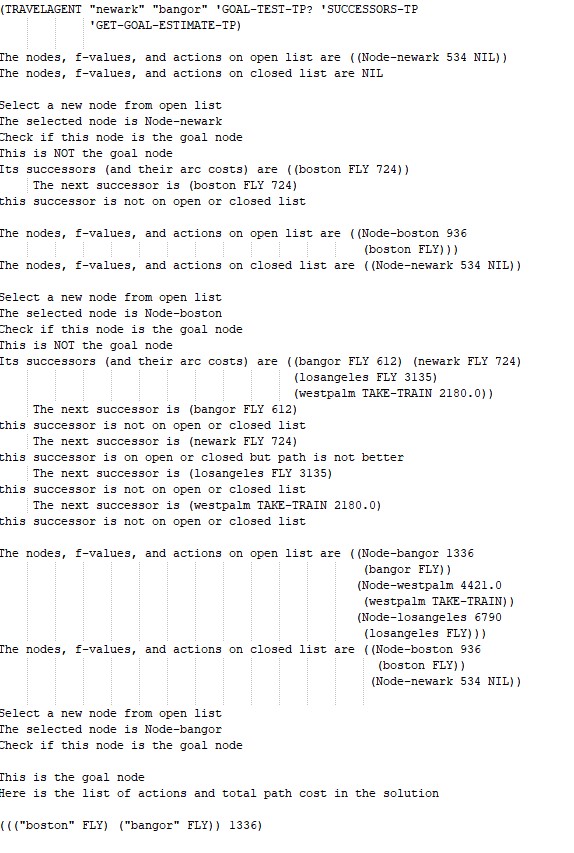 (TRAVELAGENT "newark" "bangor" 'GOAL-TEST-TP? 'SUCCESSORS-TP
'GET-GOAL-ESTIMATE-TP)
The nodes, f-values, and actions on open list are ((Node-newark 534 NIL))
The nodes, f-values, and actions on closed list are NIL
Select a new node from open list
The selected node is Node-newark
Check if this node is the goal node
This is NOT the goal node
Its successors (and their arc costs) are ((boston FLY 724))
The next successor is (boston FLY 724)
this successor is not on open or closed list
The nodes, f-values, and actions on open list are ((Node-boston 936
(boston FLY)))
The nodes, f-values, and actions on closed list are ((Node-newark 534 NIL))
Select a new node from open list
The selected node is Node-boston
Check if this node is the goal node
This is NOT the goal node
Its successors (and their arc costs) are ((bangor FLY 612) (newark FLY 724)
(losangeles FLY 3135)
(westpalm TAKE-TRAIN 2180.0))
The next successor is (bangor FLY 612)
this successor is not on open or closed list
The next successor is (newark FLY 724)
this successor is on open or closed but path is not better
The next successor is (losangeles FLY 3135)
this successor is not on open or closed list
The next successor is (westpalm TAKE-TRAIN 2180.0)
this successor is not on open or closed list
The nodes, f-values, and actions on open list are ((Node-bangor 1336
(bangor FLY))
(Node-westpalm 4421.0
(westpalm TAKE-TRAIN))
(Node-losangeles 6790
(losangeles FLY)))
The nodes, f-values, and actions on closed list are ((Node-boston 936
(boston FLY))
(Node-newark 534 NIL))
Select a new node from open list
The selected node is Node-bangor
Check if this node is the goal node
This is the goal node
Here is the list of actions and total path cost in the solution
((("boston" FLY) ("bangor" FLY)) 1336)